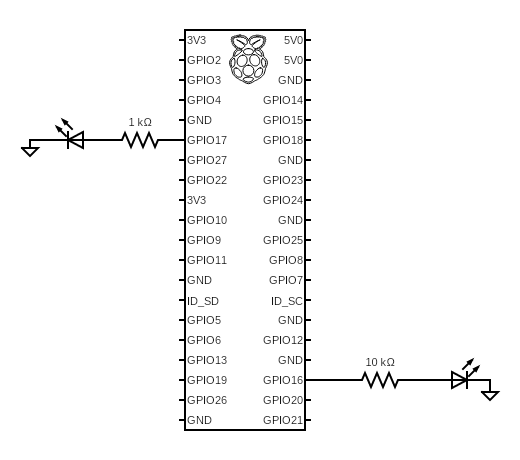 3V3 5V0
GPIO2 5V0
GPIO3 GND
GPIO4 GPIO14
1 kΩ GND GPIO15
GPIO17 GPIO18
GPIO27 GND
GPIO22 GPIO23
3V3 GPIO24
GPIO10 GND
GPIO9 GPIO25
GPIO11 GPIO8
GND GPIO7
ID_SD ID_SC
GPIO5 GND
GPIO6 GPIO12
GPIO13 GND 10 kΩ
GPIO19 GPIO16
GPIO26 GPIO20
GND GPIO21